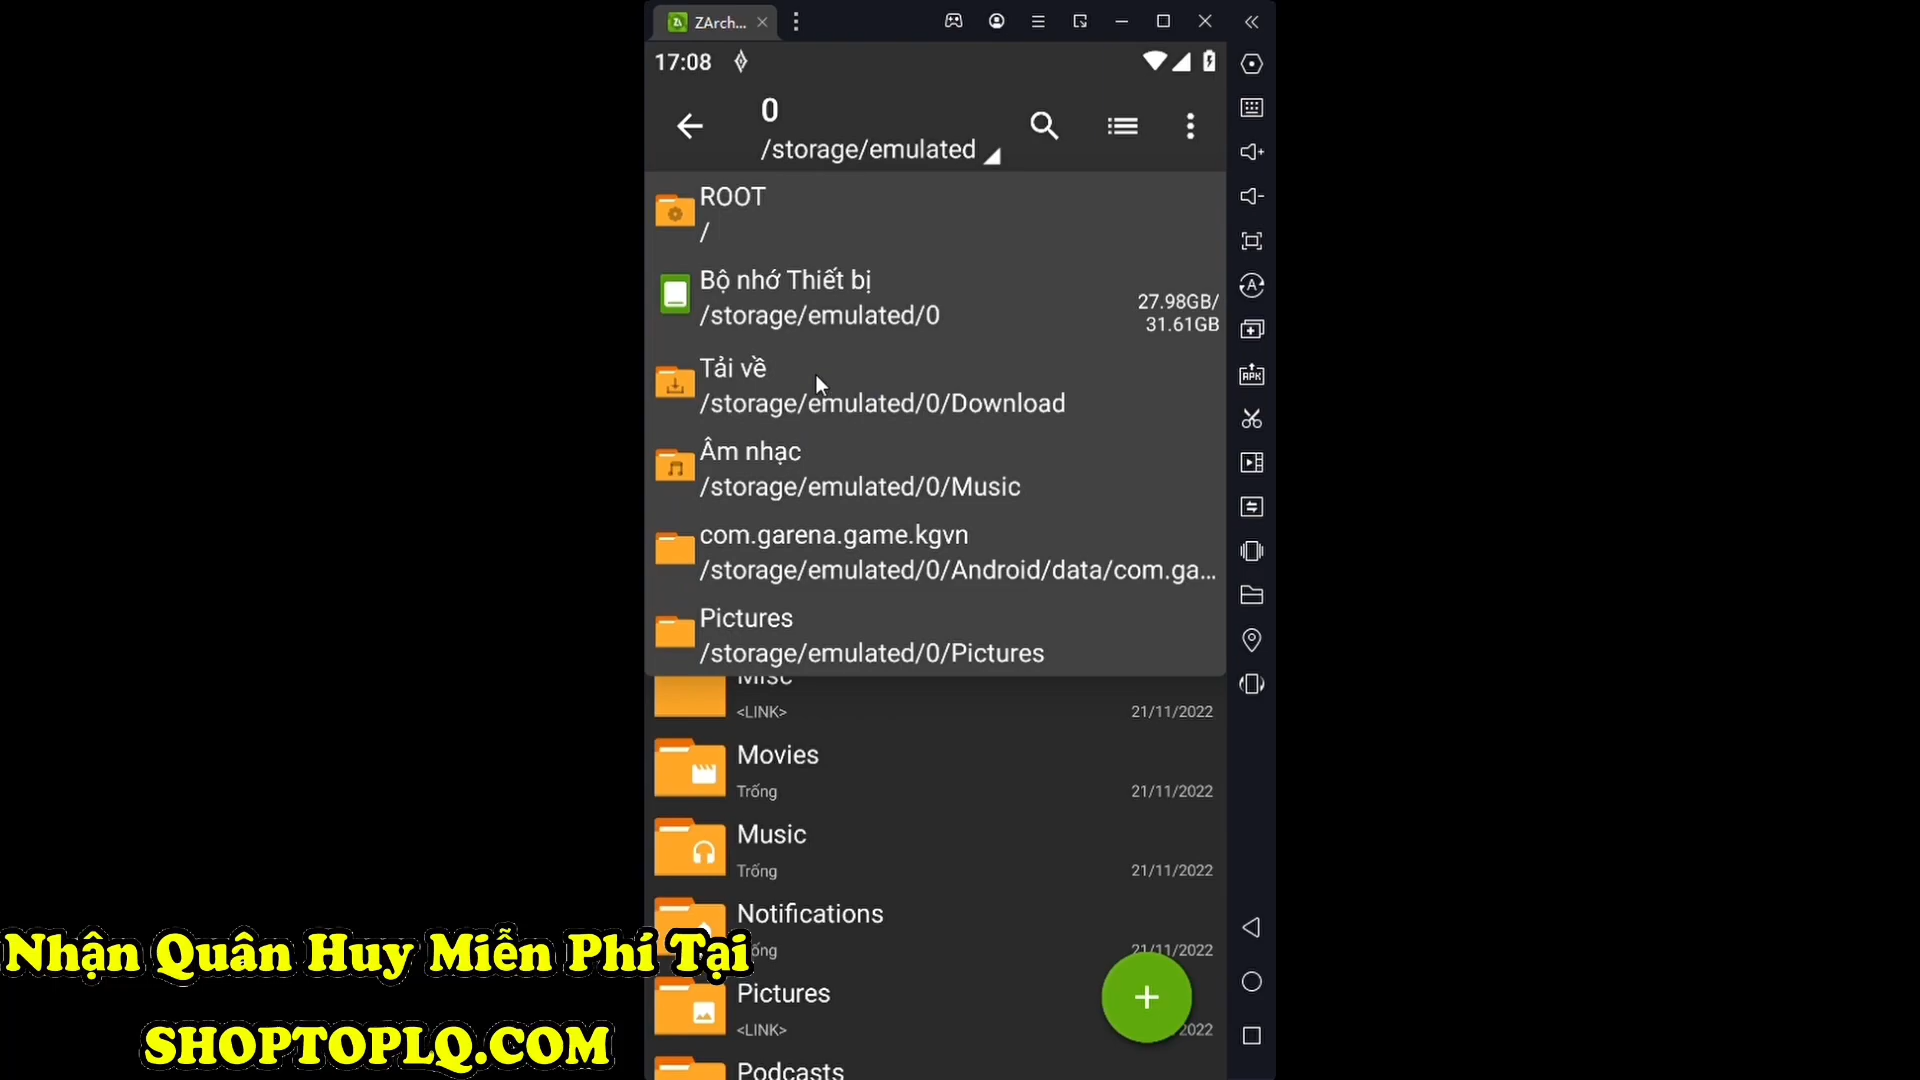 ZArch...
17:08
0
/storage/emulated
ROOT
/
Bộ nhớ Thiết bị
/storage/emulated/0
27.98GB/
31.61GB
Tải về
/storage/emulated/0/Download
Âm nhạc
/storage/emulated/0/Music
com.garena.game.kgvn
/storage/emulated/0/Android/data/com.ga...
Pictures
/storage/emulated/0/Pictures
Misc
<LINK>
21/11/2022
Movies
Trống
21/11/2022
Music
Trống
21/11/2022
Notifications
21/11/2022
Pictures
<LINK>
2022
Podcasts
APK
Nhận Quân Huy Miễn Phí Tại
SHOPTOPLQ.COM